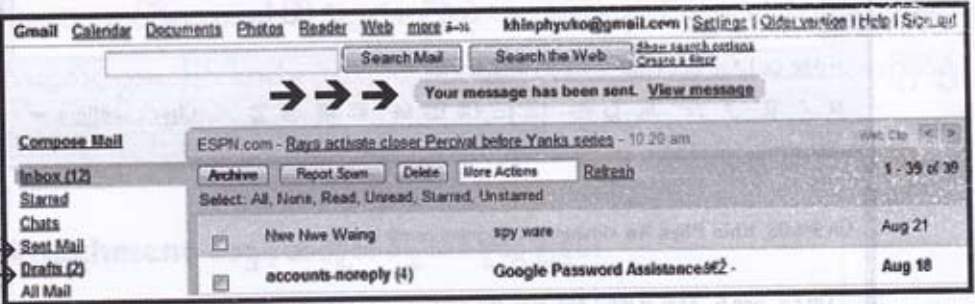 Gmail Calendar Documents Photos Reader Web more khinphyuko@gmail.com | Settings | Older version | Help | Sign out
Search Mail Search the Web Show search options
Create a filter
Your message has been sent. View message
Compose Mail
ESPN.com - Rays activate closer Percival before Yanks series - 10:20 am Web Clip < >
Inbox (12)
Archive Report Spam Delete More Actions Refresh 1 - 39 of 39
Starred
Select: All, None, Read, Unread, Starred, Unstarred
Chats
Nwe Nwe Waing spy ware Aug 21
Sent Mail
Drafts (2)
accounts-noreply (4) Google Password Assistanceâ€Ž - Aug 18
All Mail